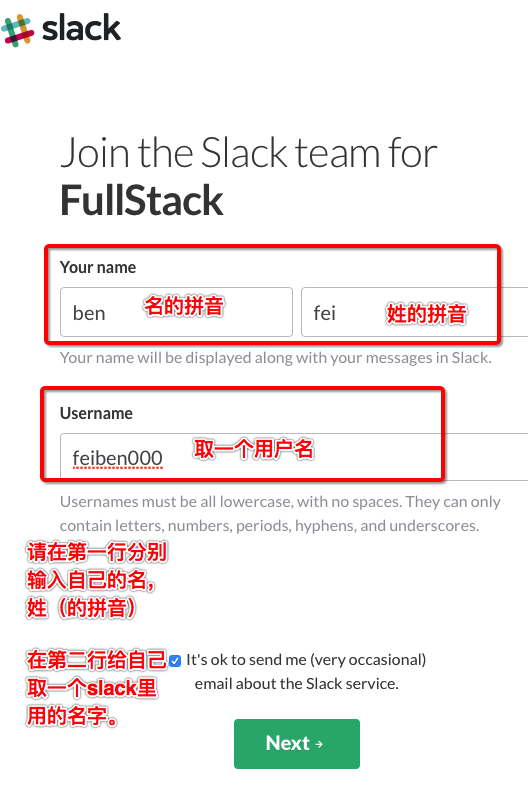 slack
Join the Slack team for
FullStack
Your name
ben 名的拼音 fei 姓的拼音
Your name will be displayed along with your messages in Slack.
Username
feiben000 取一个用户名
Usernames must be all lowercase, with no spaces. They can only
contain letters, numbers, periods, hyphens, and underscores.
请在第一行分别
输入自己的名，
姓（的拼音）
在第二行给自己
取一个slack里
用的名字。
It's ok to send me (very occasional)
email about the Slack service.
Next →